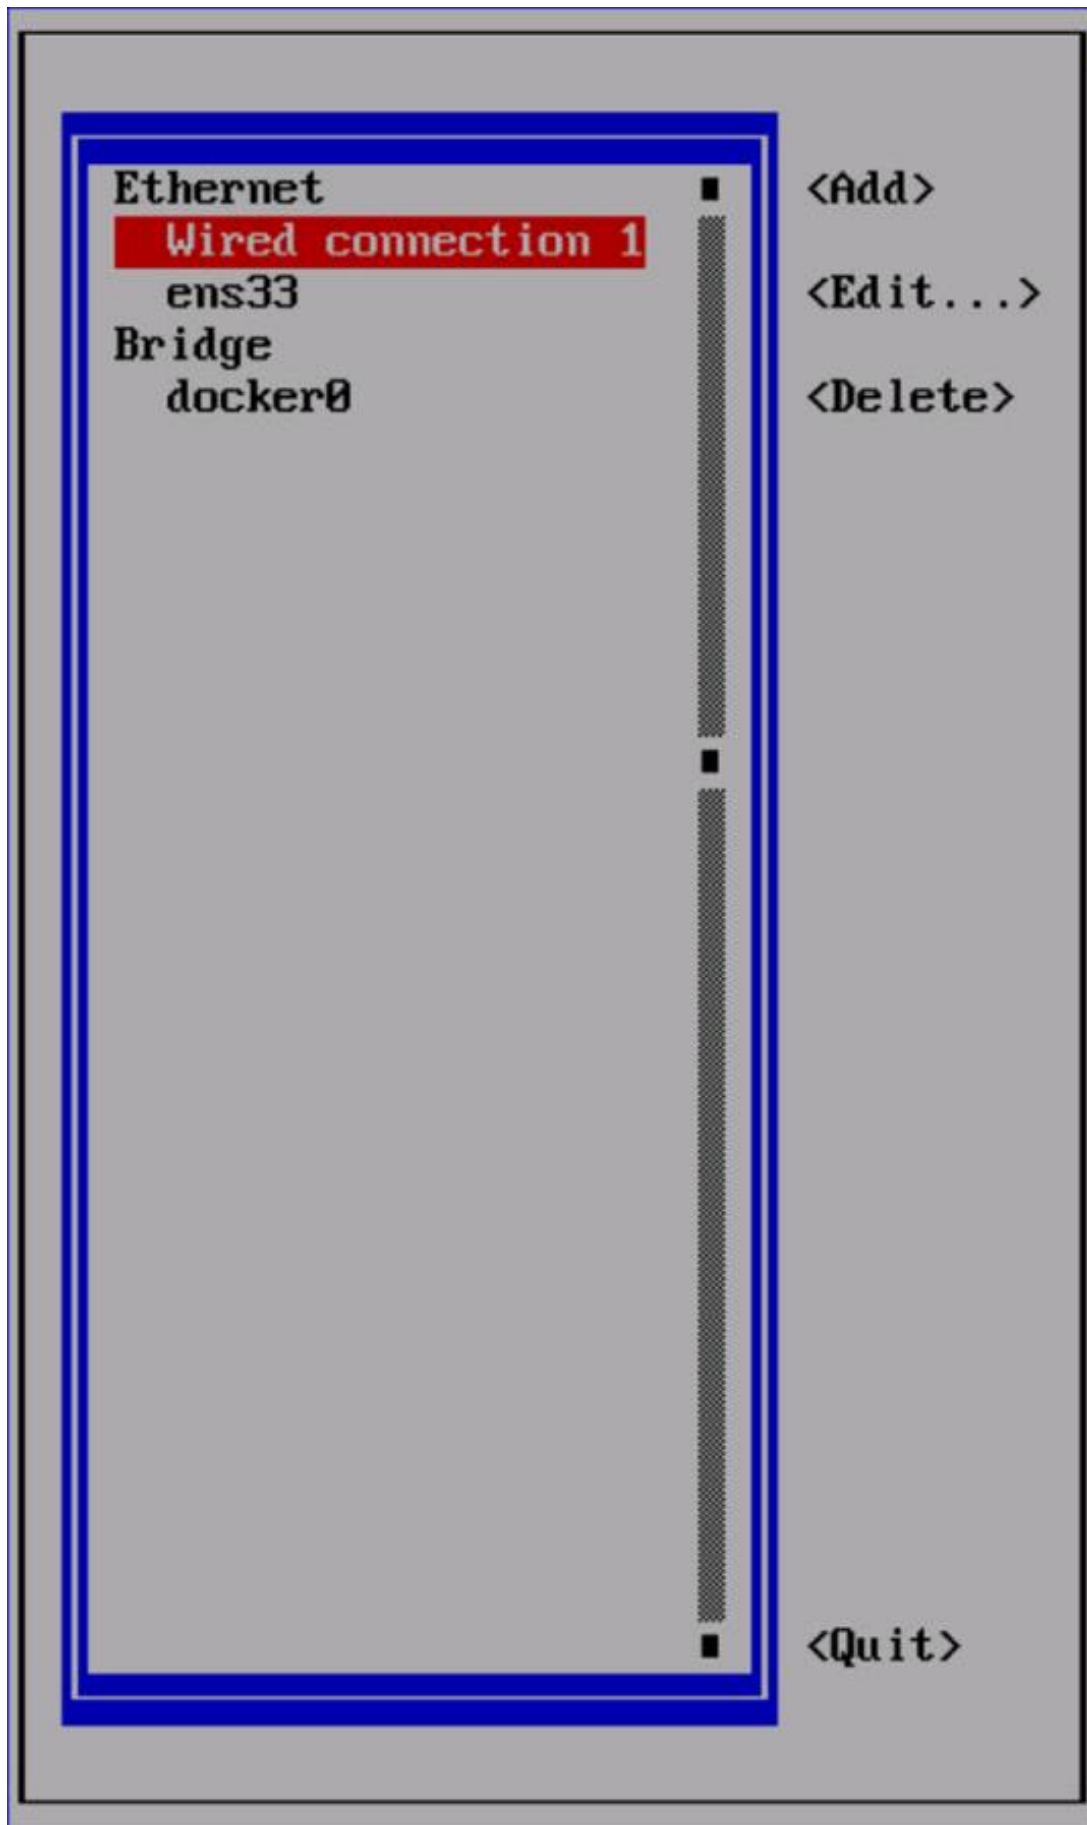 Ethernet
Wired connection 1
ens33
Bridge
docker0
<Add>
<Edit...>
<Delete>
<Quit>